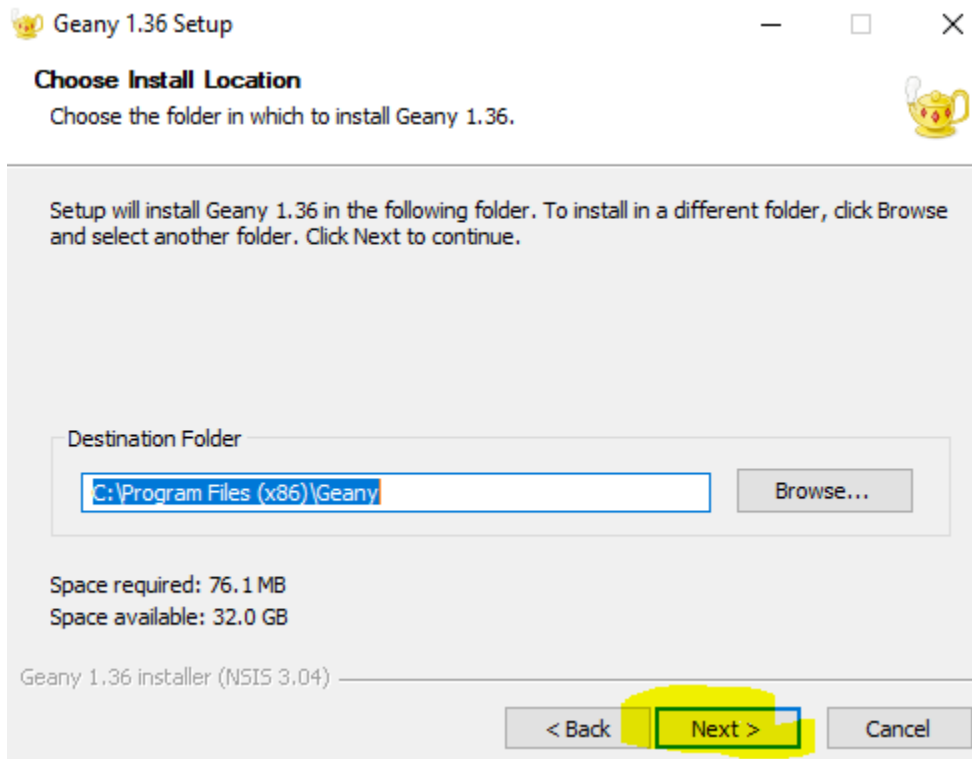 Geany 1.36 Setup
Choose Install Location
Choose the folder in which to install Geany 1.36.
Setup will install Geany 1.36 in the following folder. To install in a different folder, click Browse
and select another folder. Click Next to continue.
Destination Folder
C:\Program Files (x86)\Geany
Browse...
Space required: 76.1 MB
Space available: 32.0 GB
Geany 1.36 installer (NSIS 3.04)
< Back Next > Cancel